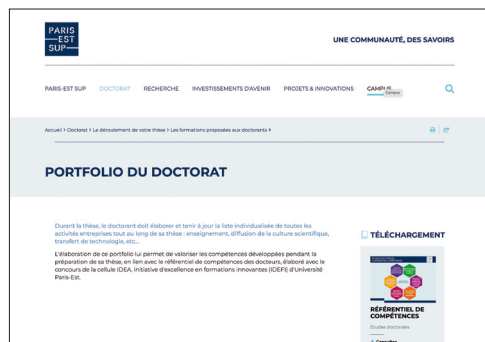 PARIS
—EST
SUP—
UNE COMMUNAUTÉ, DES SAVOIRS
PARIS-EST SUP DOCTORAT RECHERCHE INVESTISSEMENTS D'AVENIR PROJETS & INNOVATIONS CAMPUS
Campus
Accueil > Doctorat > Le déroulement de votre thèse > Les formations proposées aux doctorants >
PORTFOLIO DU DOCTORAT
Durant la thèse, le doctorant doit élaborer et tenir à jour la liste individualisée de toutes les
activités entreprises tout au long de sa thèse : enseignement, diffusion de la culture scientifique,
transfert de technologie, etc...
L'élaboration de ce portfolio lui permet de valoriser les compétences développées pendant la
préparation de sa thèse, en lien avec le référentiel de compétences des docteurs, élaboré avec le
concours de la cellule IDEA, initiative d'excellence en formations innovantes (IDEFI) d'Université
Paris-Est.
TÉLÉCHARGEMENT
RÉFÉRENTIEL DE
COMPÉTENCES
Études doctorales
Consulter